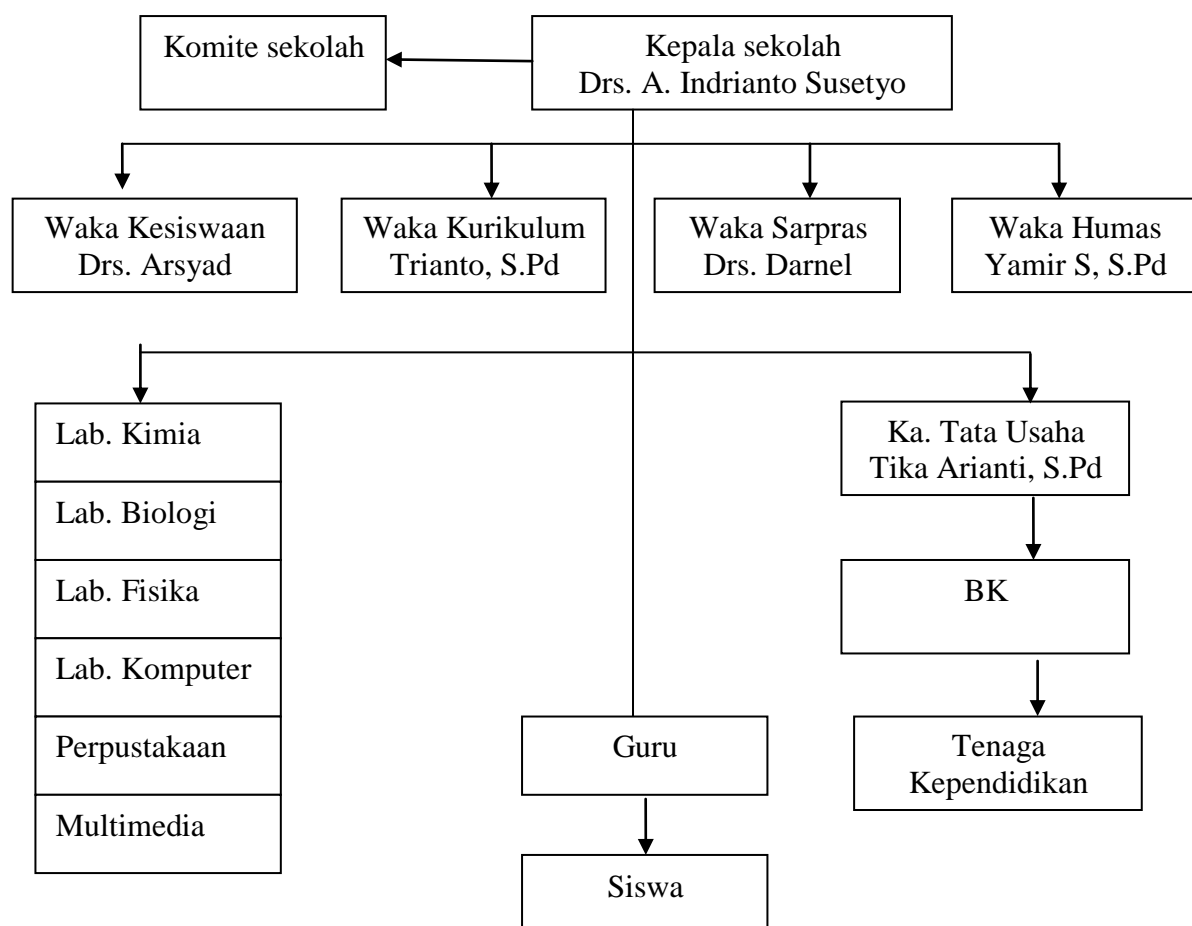 Komite sekolah
Kepala sekolah
Drs. A. Indrianto Susetyo
Waka Kesiswaan
Drs. Arsyad
Waka Kurikulum
Trianto, S.Pd
Waka Sarpras
Drs. Darnel
Waka Humas
Yamir S, S.Pd
Lab. Kimia
Lab. Biologi
Lab. Fisika
Lab. Komputer
Perpustakaan
Multimedia
Ka. Tata Usaha
Tika Arianti, S.Pd
BK
Tenaga
Kependidikan
Guru
Siswa